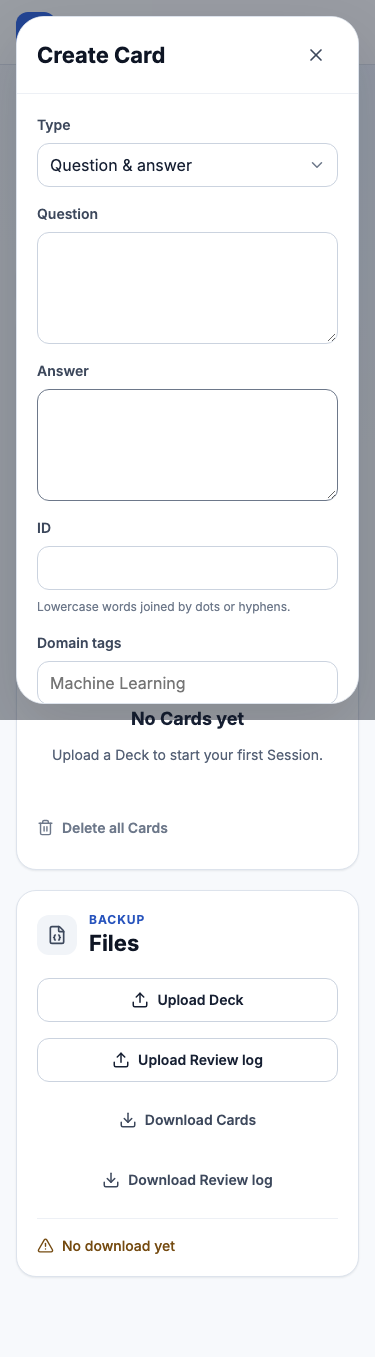 Create Card
Type
Question & answer
Question
Answer
ID
Lowercase words joined by dots or hyphens.
Domain tags
Machine Learning
No Cards yet
Upload a Deck to start your first Session.
Delete all Cards
BACKUP
Files
Upload Deck
Upload Review log
Download Cards
Download Review log
No download yet